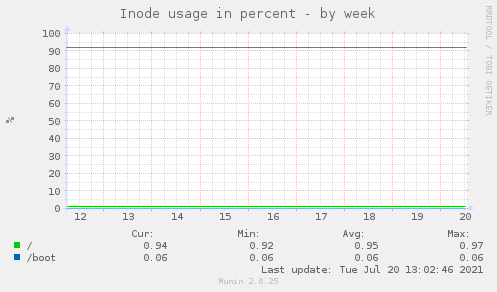 Inode usage in percent - by week
RRDTOOL / TOBI OETIKER
%
100
90
80
70
60
50
40
30
20
10
0
12 13 14 15 16 17 18 19 20
Cur: Min: Avg: Max:
/ 0.94 0.92 0.95 0.97
/boot 0.06 0.06 0.06 0.06
Last update: Tue Jul 20 13:02:46 2021
Munin 2.0.25